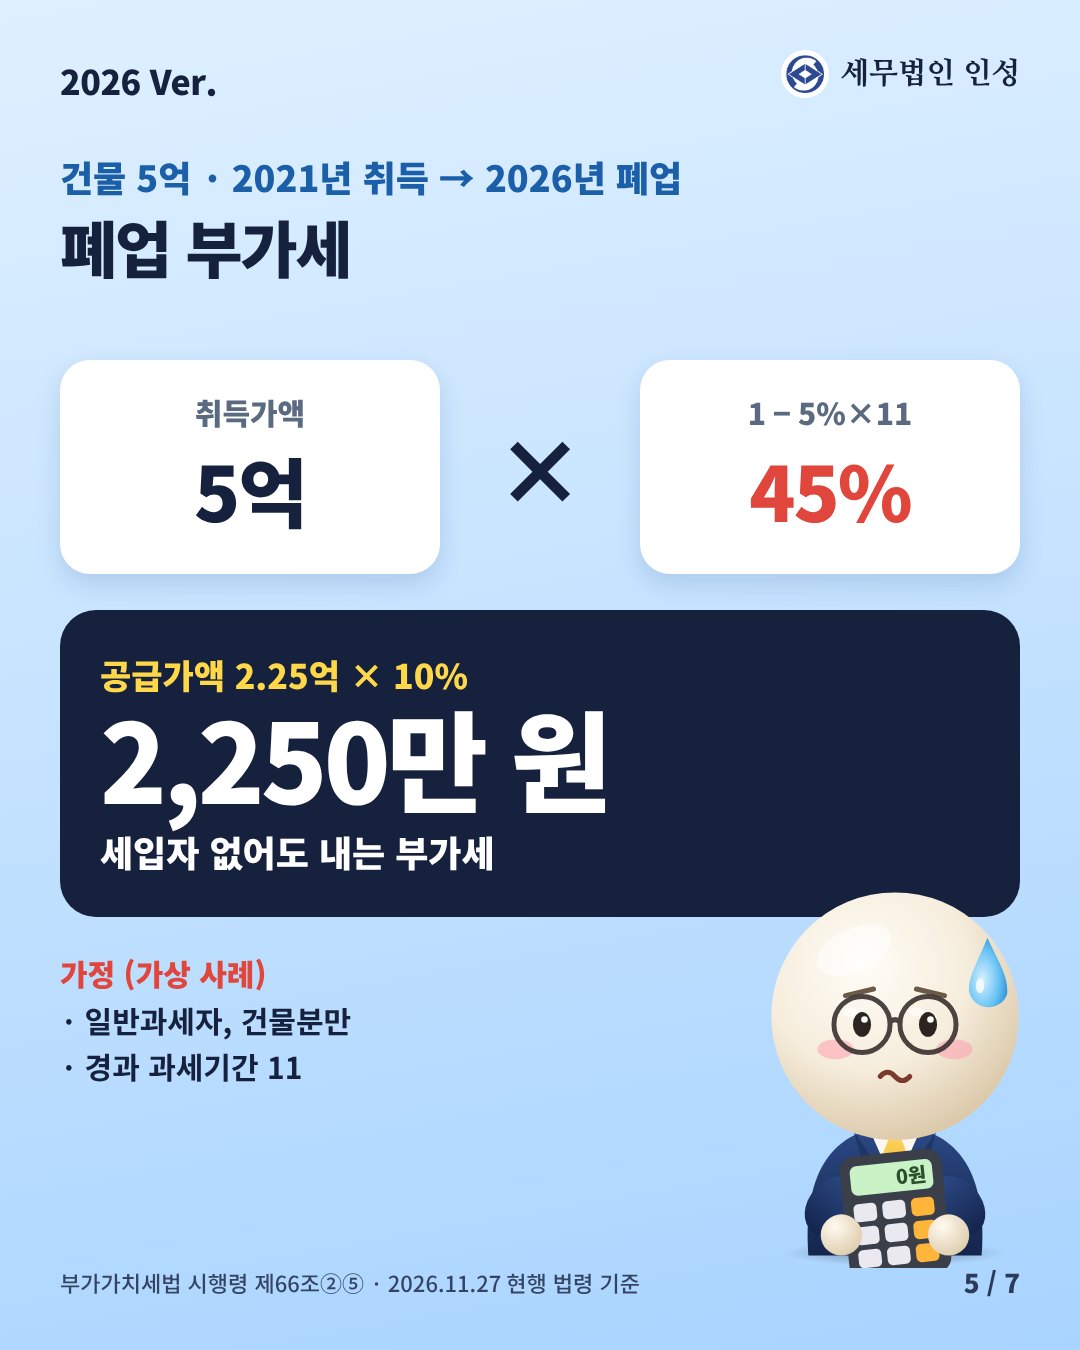 2026 Ver.
세무법인 인성
건물 5억 · 2021년 취득 → 2026년 폐업
폐업 부가세
취득가액
5억
×
1 – 5%×11
45%
공급가액 2.25억 × 10%
2,250만 원
세입자 없어도 내는 부가세
가정 (가상 사례)
· 일반과세자, 건물분만
· 경과 과세기간 11
0원
부가가치세법 시행령 제66조②⑤ · 2026.11.27 현행 법령 기준
5 / 7